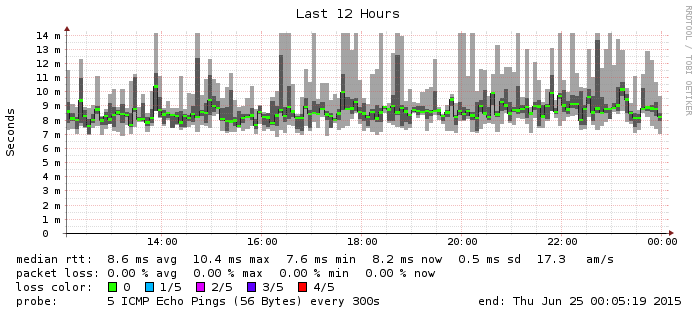 Last 12 Hours
RRDTOOL / TOBI OETIKER
Seconds
14 m
13 m
12 m
11 m
10 m
9 m
8 m
7 m
6 m
5 m
4 m
3 m
2 m
1 m
0
14:00 16:00 18:00 20:00 22:00 00:00
median rtt: 8.6 ms avg 10.4 ms max 7.6 ms min 8.2 ms now 0.5 ms sd 17.3 am/s
packet loss: 0.00 % avg 0.00 % max 0.00 % min 0.00 % now
loss color: 0 1/5 2/5 3/5 4/5
probe: 5 ICMP Echo Pings (56 Bytes) every 300s end: Thu Jun 25 00:05:19 2015